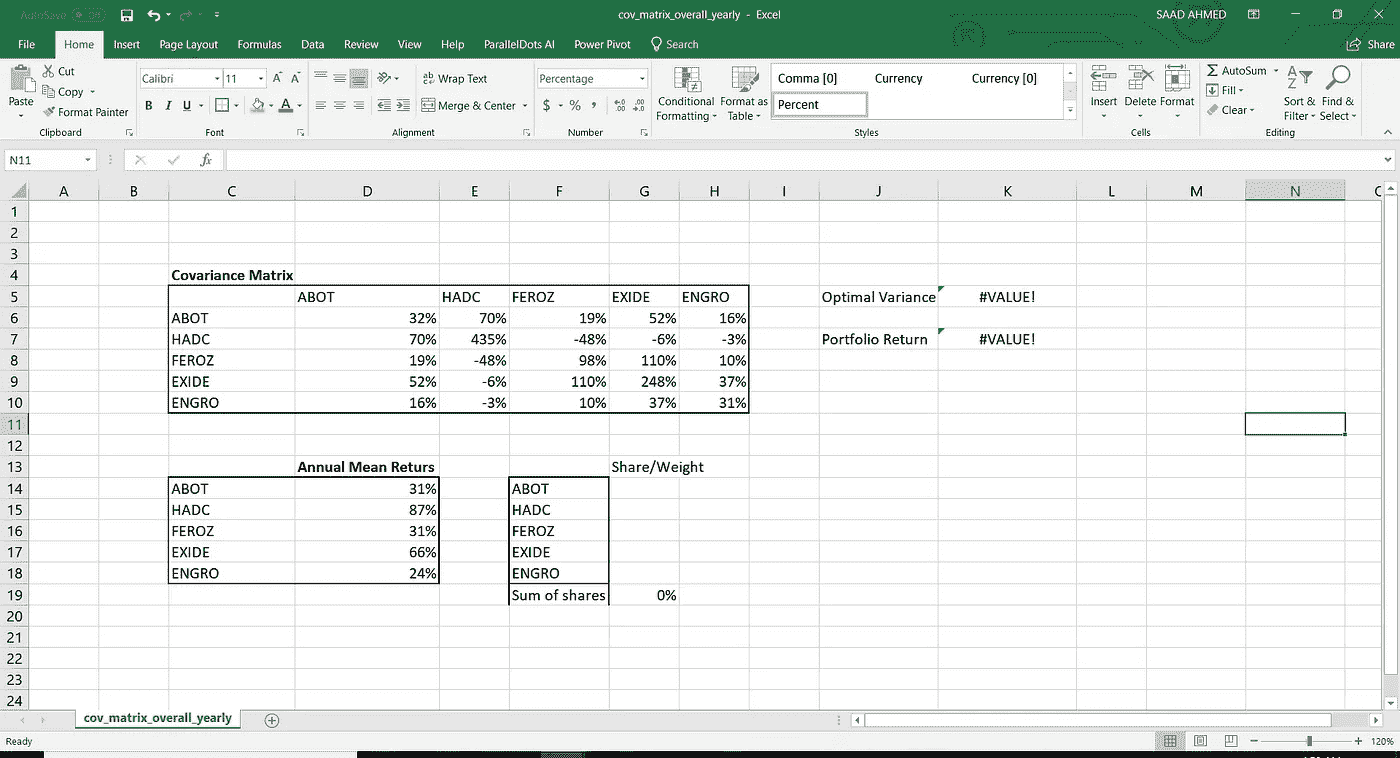 AutoSave Off
cov_matrix_overall_yearly - Excel
SAAD AHMED
File Home Insert Page Layout Formulas Data Review View Help ParallelDots AI Power Pivot Search Share
Paste
Cut
Copy
Format Painter
Clipboard
Calibri 11 A A
B I U A
Font
ab Wrap Text
Merge & Center
Alignment
Percentage
$ % ,
Number
Conditional Formatting
Format as Table
Comma [0] Currency Currency [0]
Percent
Styles
Insert Delete Format
Cells
AutoSum
Fill
Clear
Sort & Filter
Find & Select
Editing
N11 fx
A B C D E F G H I J K L M N
1
2
3
4 Covariance Matrix
5 ABOT HADC FEROZ EXIDE ENGRO Optimal Variance #VALUE!
6 ABOT 32% 70% 19% 52% 16%
7 HADC 70% 435% -48% -6% -3% Portfolio Return #VALUE!
8 FEROZ 19% -48% 98% 110% 10%
9 EXIDE 52% -6% 110% 248% 37%
10 ENGRO 16% -3% 10% 37% 31%
11
12
13 Annual Mean Returs Share/Weight
14 ABOT 31% ABOT
15 HADC 87% HADC
16 FEROZ 31% FEROZ
17 EXIDE 66% EXIDE
18 ENGRO 24% ENGRO
19 Sum of shares 0%
20
21
22
23
24
cov_matrix_overall_yearly
Ready
120%